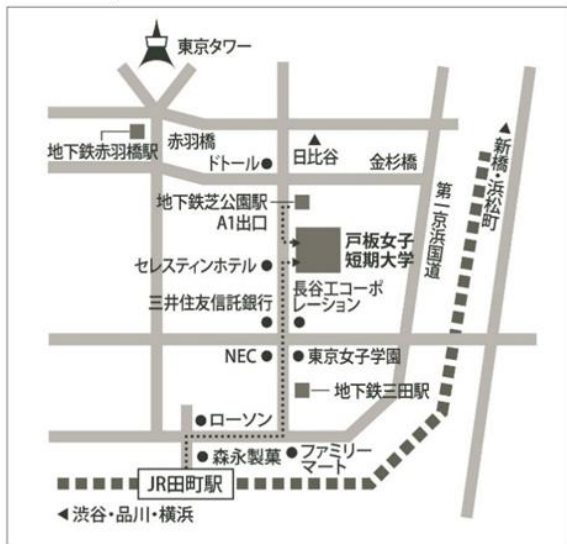 東京タワー
赤羽橋
地下鉄赤羽橋駅
ドトール
日比谷
金杉橋
新橋・浜松町
第一京浜国道
地下鉄芝公園駅
A1出口
戸板女子
短期大学
セレスティンホテル
三井住友信託銀行
長谷工コーポ
レーション
NEC
東京女子学園
地下鉄三田駅
ローソン
森永製菓
ファミリー
マート
JR田町駅
渋谷・品川・横浜